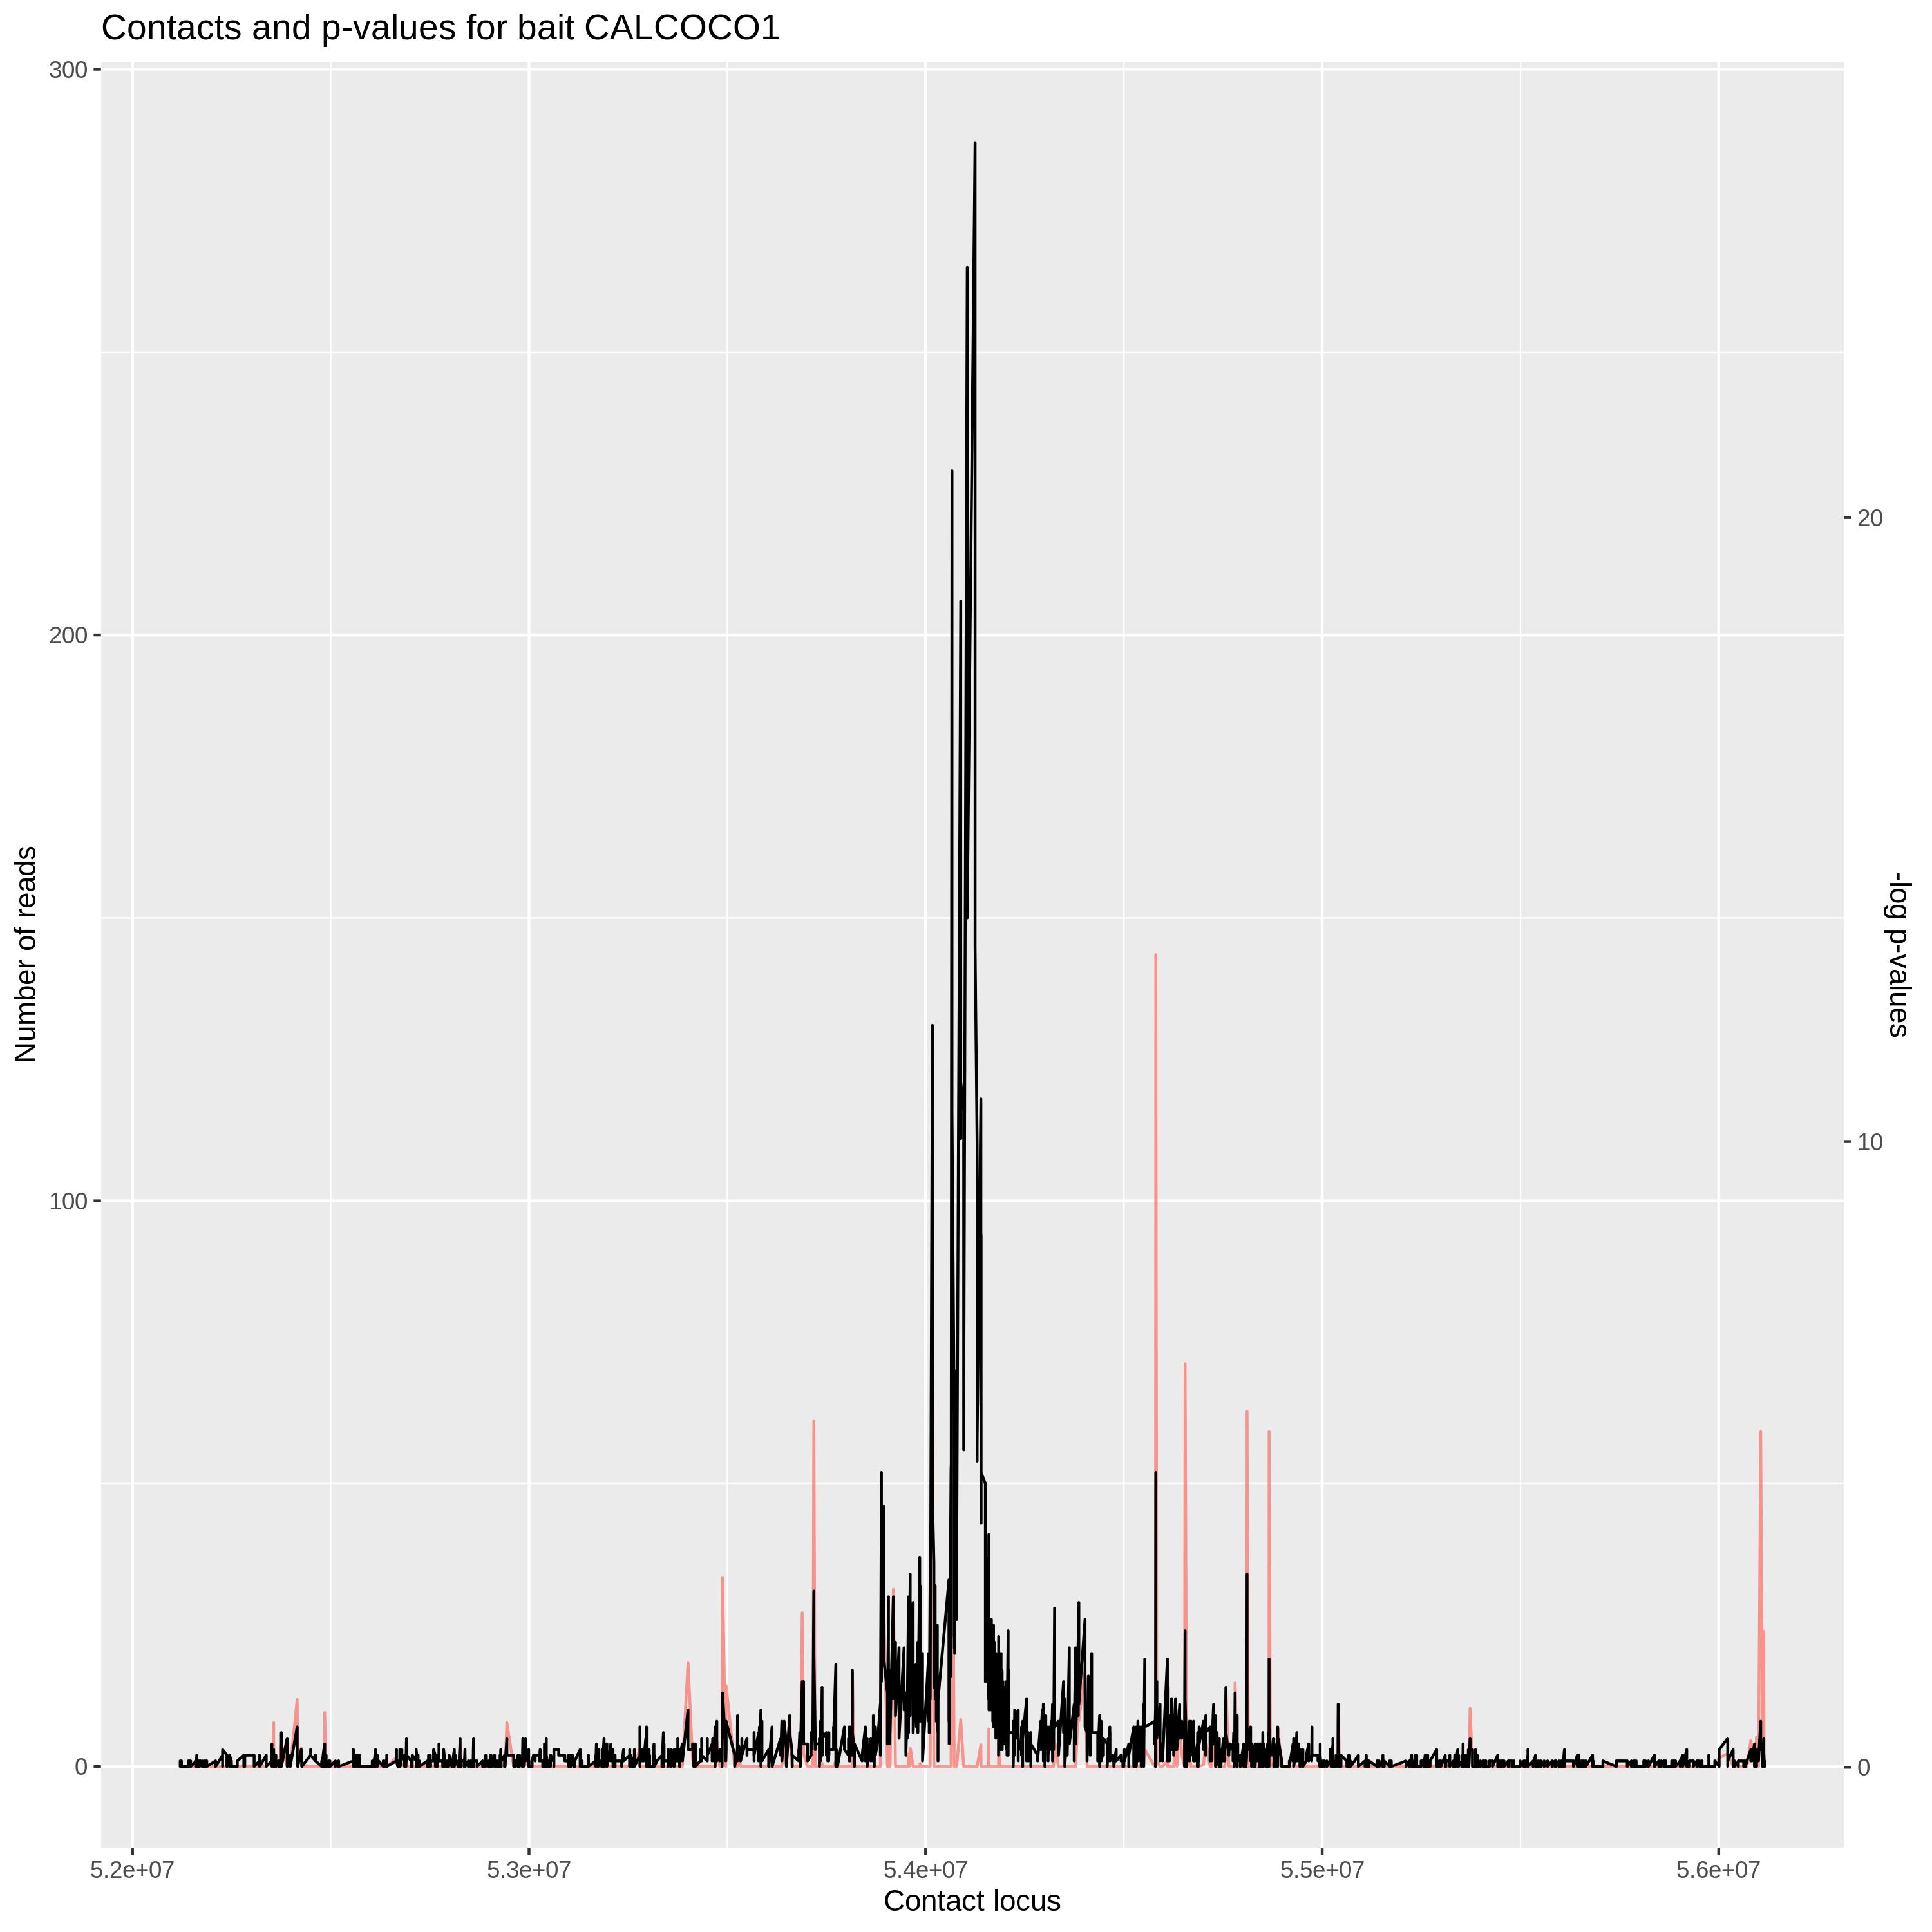 Contacts and p-values for bait CALCOCO1
300
200
100
0
Number of reads
20
10
0
-log p-values
5.2e+07
5.3e+07
5.4e+07
5.5e+07
5.6e+07
Contact locus